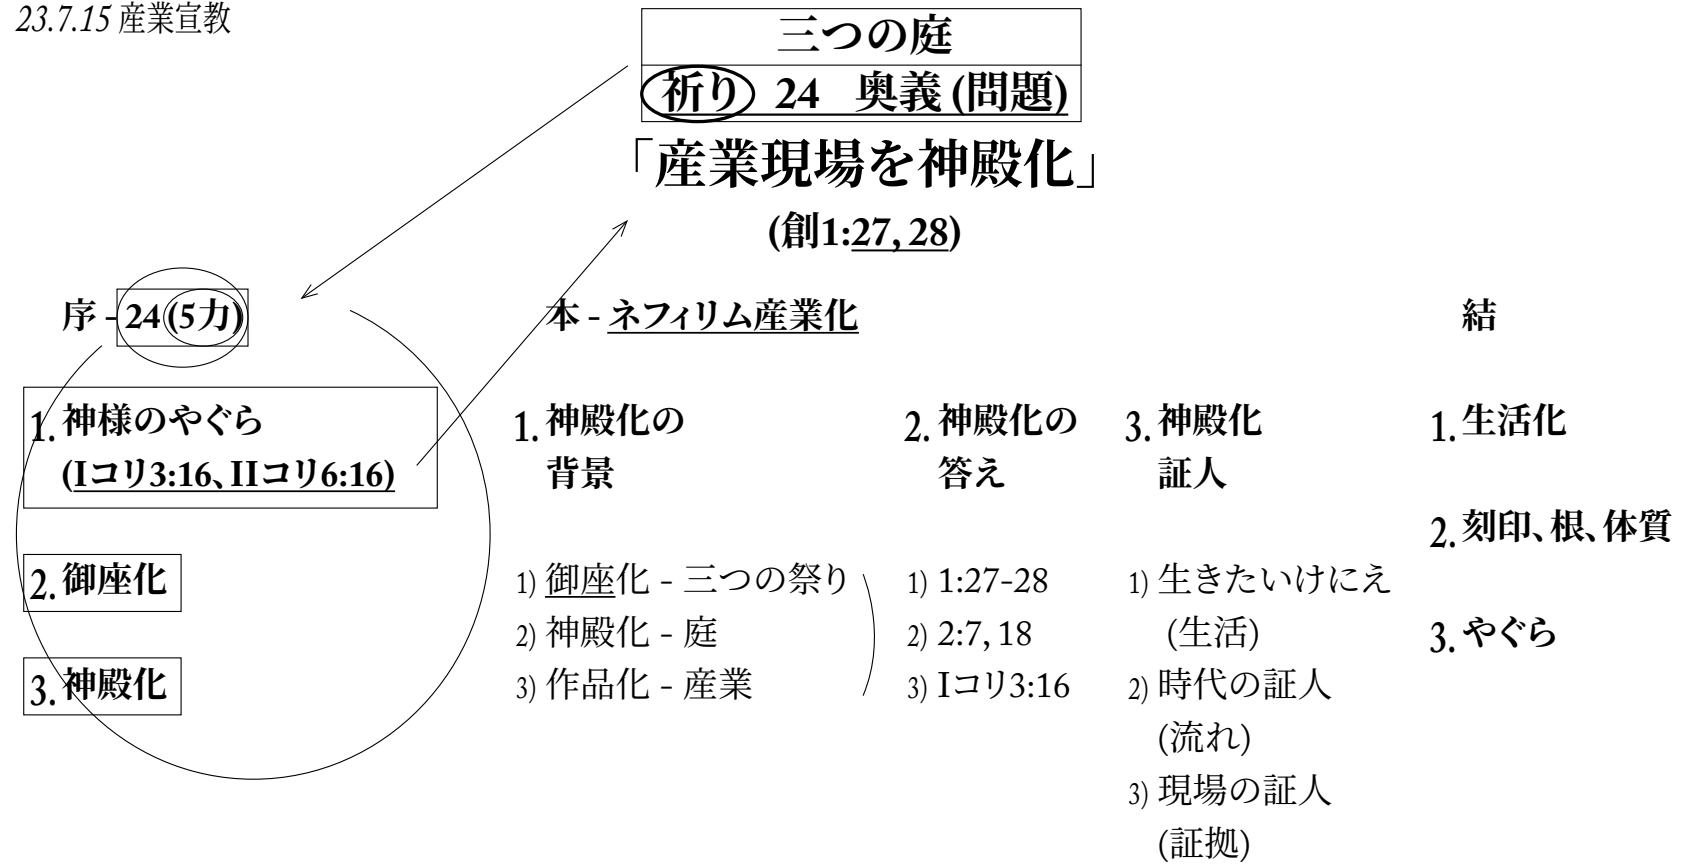 23.7.15 産業宣教
三つの庭
祈り 24 奥義 (問題)
「産業現場を神殿化」
(創1:27, 28)
序 - 24 (5力)
1. 神様のやぐら
(Iコリ3:16、IIコリ6:16)
2. 御座化
3. 神殿化
本 - ネフィリム産業化
1. 神殿化の
背景
1) 御座化 - 三つの祭り
2) 神殿化 - 庭
3) 作品化 - 産業
2. 神殿化の
答え
1) 1:27-28
2) 2:7, 18
3) Iコリ3:16
3. 神殿化
証人
1) 生きたいけにえ
(生活)
2) 時代の証人
(流れ)
3) 現場の証人
(証拠)
結
1. 生活化
2. 刻印、根、体質
3. やぐら